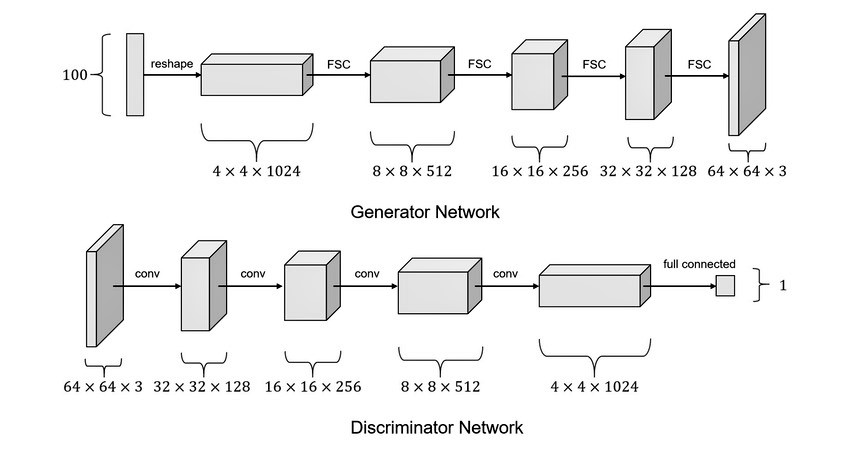 100
reshape
FSC
FSC
FSC
FSC
4 × 4 × 1024
8 × 8 × 512
16 × 16 × 256
32 × 32 × 128
64 × 64 × 3
Generator Network
conv
conv
conv
conv
full connected
1
64 × 64 × 3
32 × 32 × 128
16 × 16 × 256
8 × 8 × 512
4 × 4 × 1024
Discriminator Network